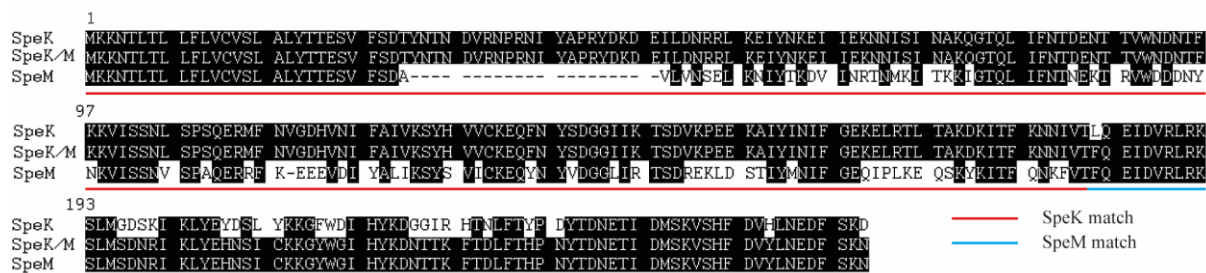 1
SpeK MKKNTLTL LFLVCVSL ALYTTESV FSDTYNTN DVRNPRNI YAPRYDKD EILDNRRL KEIYNKEI IEKNNISI NAKQGTQL IFNTDENT TVWNDNTF
SpeK/M MKKNTLTL LFLVCVSL ALYTTESV FSDTYNTN DVRNPRNI YAPRYDKD EILDNRRL KEIYNKEI IEKNNISI NAKQGTQL IFNTDENT TVWNDNTF
SpeM MKKNTLTL LFLVCVSL ALYTTESV FSDA---- -------- -------- -VLVNSEL KNIYTKDV INRTNMKI TKKIGTQL IFNTNEKT RVWDDDNY
97
SpeK KKVISSNL SPSQERMF NVGDHVNI FAIVKSYH VVCKEQFN YSDGGIIK TSDVKPEE KAIYINIF GEKELRTL TAKDKITF KNNIVTLQ EIDVRLRK
SpeK/M KKVISSNL SPSQERMF NVGDHVNI FAIVKSYH VVCKEQFN YSDGGIIK TSDVKPEE KAIYINIF GEKELRTL TAKDKITF KNNIVTFQ EIDVRLRK
SpeM NKVISSNV SPAQERRF K-EEEVDI YALIKSYS VICKEQYN YVDGGLIR TSDREKLD STIYMNIF GEQIPLKE QSKYKITF QNKFVTFQ EIDVRLRK
193
SpeK SLMGDSKI KLYEYDSL YKKGFWDI HYKDGGIR HTNLFTYP DYTDNETI DMSKVSHF DVHLNEDF SKD
SpeK/M SLMSDNRI KLYEHNSI CKKGYWGI HYKDNTTK FTDLFTHP NYTDNETI DMSKVSHF DVYLNEDF SKN
SpeM SLMSDNRI KLYEHNSI CKKGYWGI HYKDNTTK FTDLFTHP NYTDNETI DMSKVSHF DVYLNEDF SKN
SpeK match
SpeM match